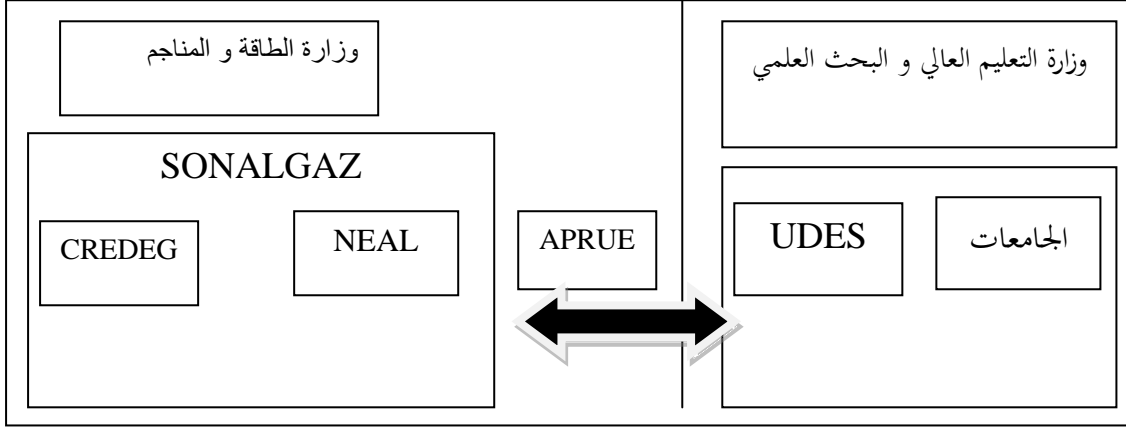 وزارة الطاقة و المناجم
وزارة التعليم العالي و البحث العلمي
SONALGAZ
CREDEG
NEAL
APRUE
UDES
الجامعات